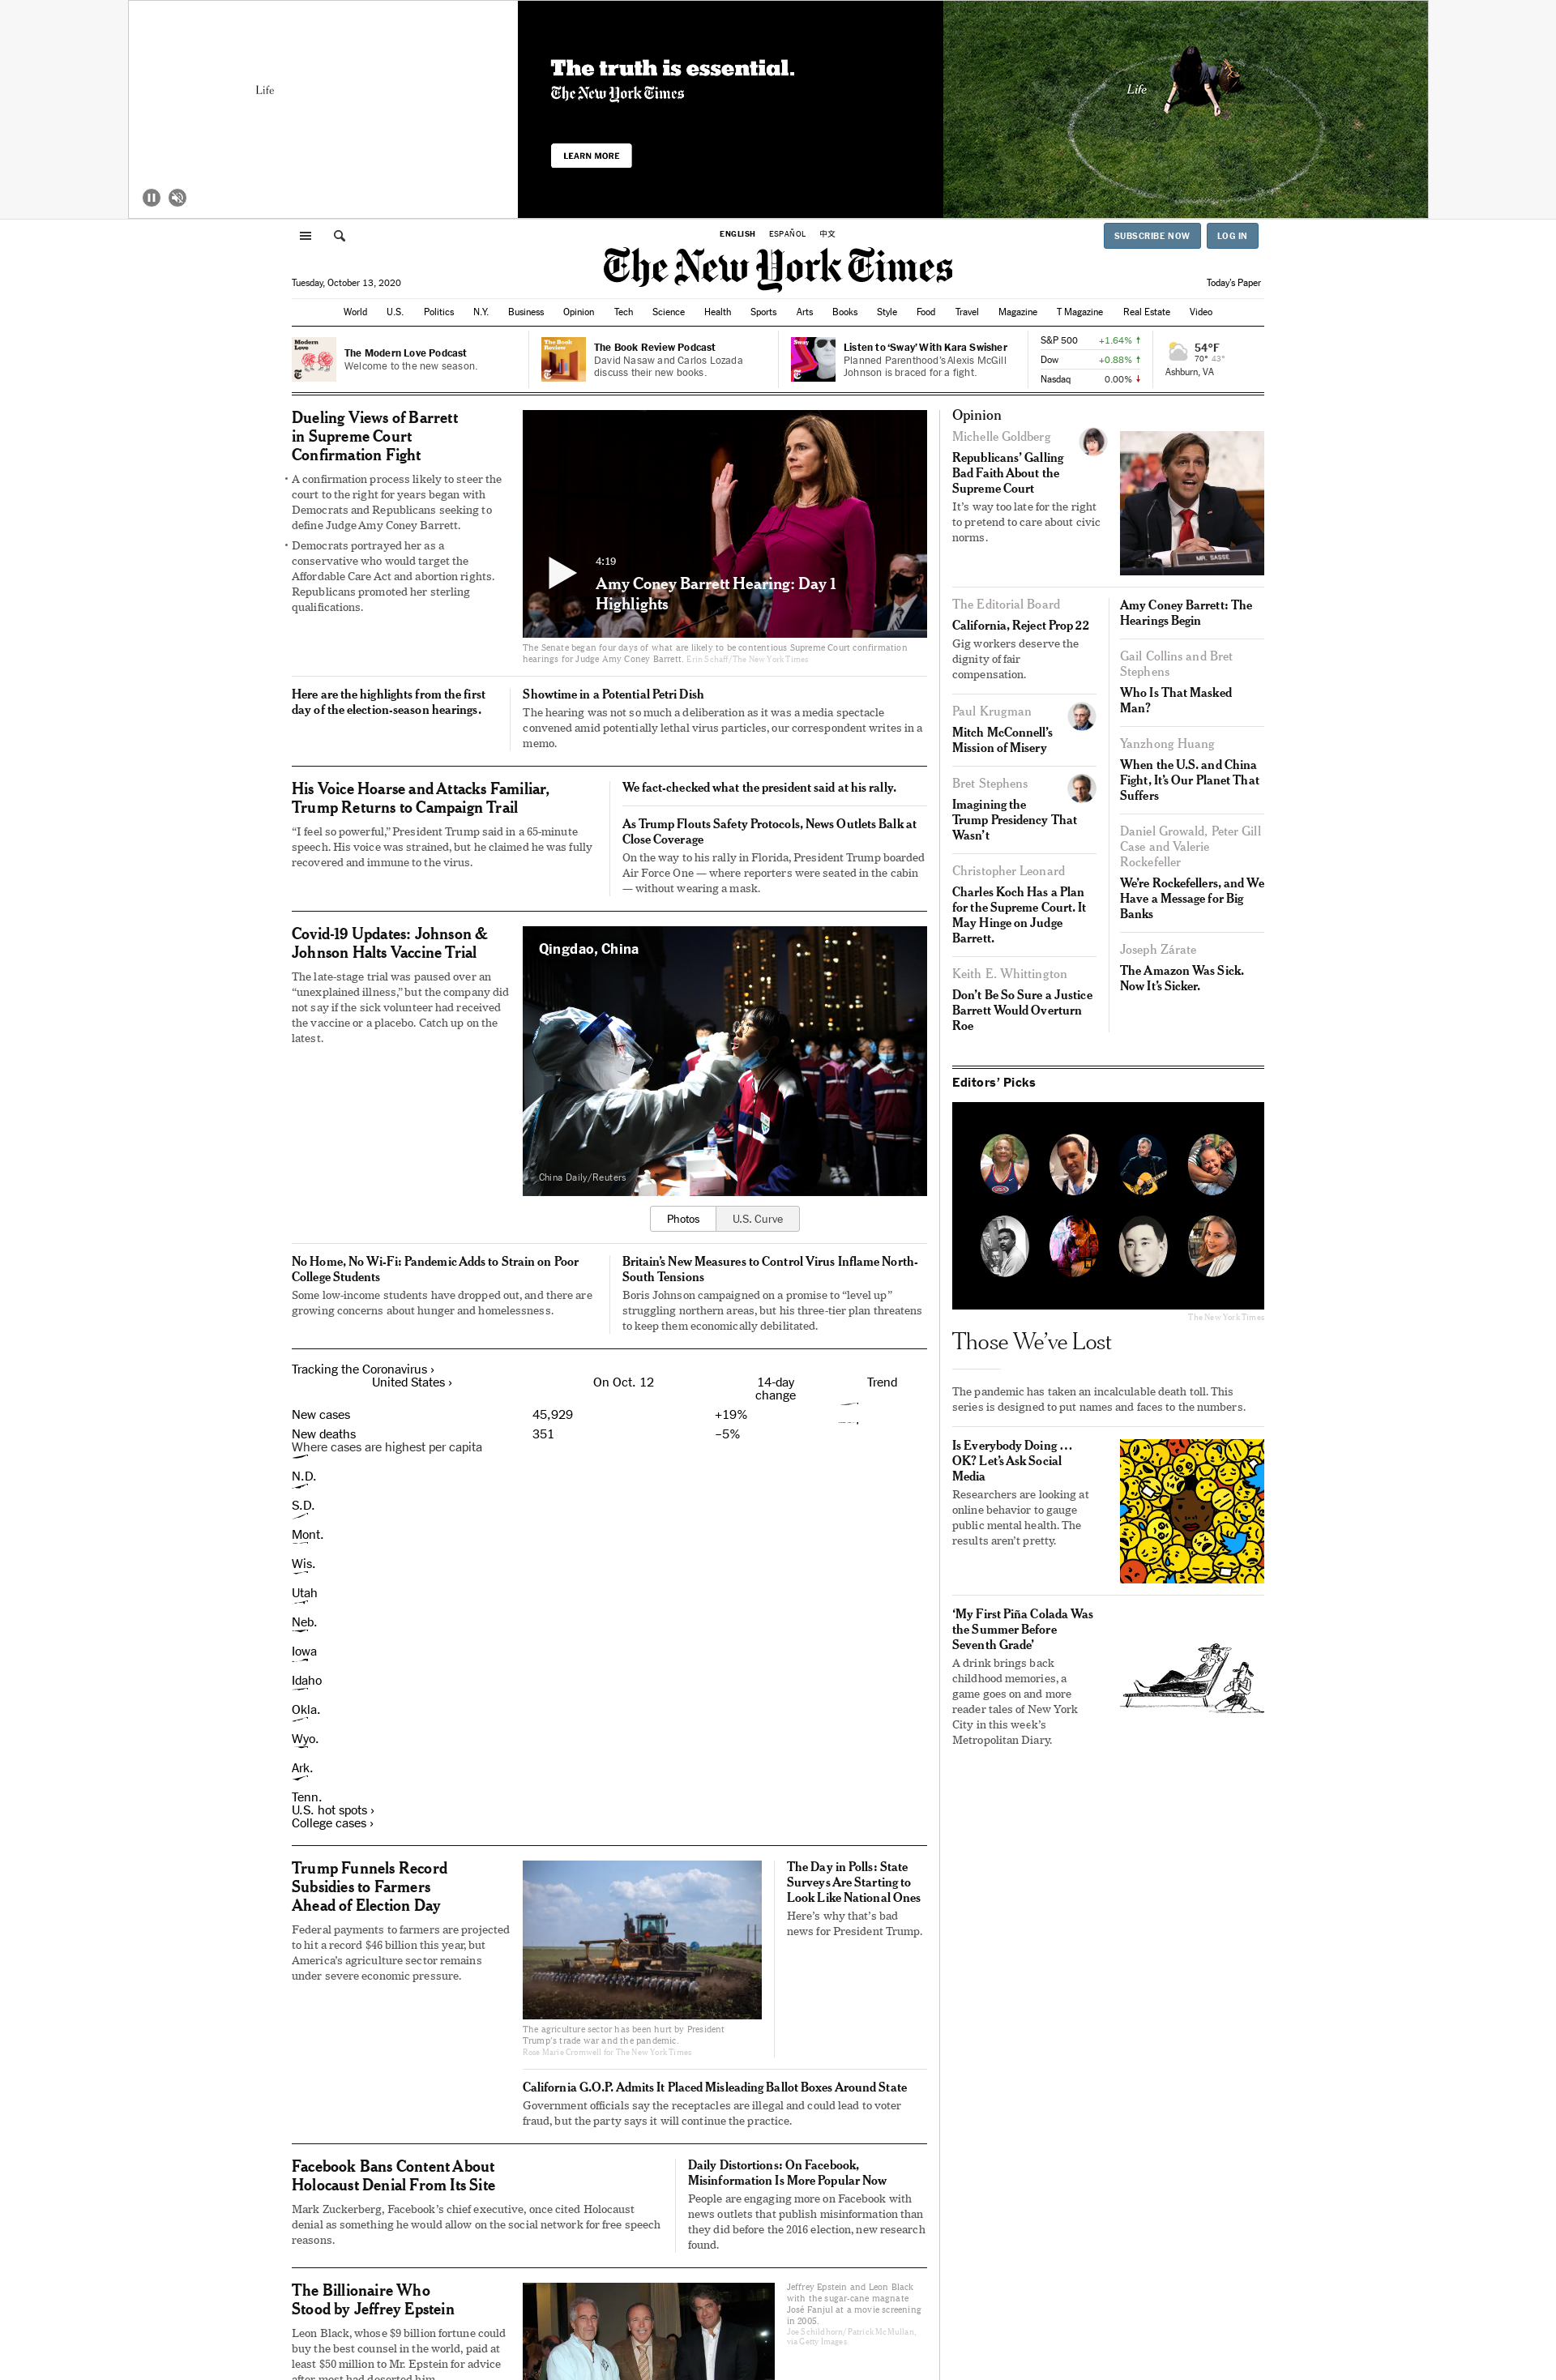 Life
The truth is essential.
The New York Times
LEARN MORE
Life
ENGLISH ESPAÑOL 中文
SUBSCRIBE NOW LOG IN
The New York Times
Tuesday, October 13, 2020
Today's Paper
World U.S. Politics N.Y. Business Opinion Tech Science Health Sports Arts Books Style Food Travel Magazine T Magazine Real Estate Video
Modern
Love
The Modern Love Podcast
Welcome to the new season.
The Book
Review
The Book Review Podcast
David Nasaw and Carlos Lozada
discuss their new books.
Sway
Listen to ‘Sway’ With Kara Swisher
Planned Parenthood’s Alexis McGill
Johnson is braced for a fight.
S&P 500 +1.64%
Dow +0.88%
Nasdaq 0.00%
54°F
70° 43°
Ashburn, VA
Dueling Views of Barrett
in Supreme Court
Confirmation Fight
• A confirmation process likely to steer the
court to the right for years began with
Democrats and Republicans seeking to
define Judge Amy Coney Barrett.
• Democrats portrayed her as a
conservative who would target the
Affordable Care Act and abortion rights.
Republicans promoted her sterling
qualifications.
4:19
Amy Coney Barrett Hearing: Day 1
Highlights
The Senate began four days of what are likely to be contentious Supreme Court confirmation
hearings for Judge Amy Coney Barrett. Erin Schaff/The New York Times
Here are the highlights from the first
day of the election-season hearings.
Showtime in a Potential Petri Dish
The hearing was not so much a deliberation as it was a media spectacle
convened amid potentially lethal virus particles, our correspondent writes in a
memo.
His Voice Hoarse and Attacks Familiar,
Trump Returns to Campaign Trail
“I feel so powerful,” President Trump said in a 65-minute
speech. His voice was strained, but he claimed he was fully
recovered and immune to the virus.
We fact-checked what the president said at his rally.
As Trump Flouts Safety Protocols, News Outlets Balk at
Close Coverage
On the way to his rally in Florida, President Trump boarded
Air Force One — where reporters were seated in the cabin
— without wearing a mask.
Covid-19 Updates: Johnson &
Johnson Halts Vaccine Trial
The late-stage trial was paused over an
“unexplained illness,” but the company did
not say if the sick volunteer had received
the vaccine or a placebo. Catch up on the
latest.
Qingdao, China
China Daily/Reuters
Photos U.S. Curve
No Home, No Wi-Fi: Pandemic Adds to Strain on Poor
College Students
Some low-income students have dropped out, and there are
growing concerns about hunger and homelessness.
Britain’s New Measures to Control Virus Inflame North-
South Tensions
Boris Johnson campaigned on a promise to “level up”
struggling northern areas, but his three-tier plan threatens
to keep them economically debilitated.
Tracking the Coronavirus ›
United States › On Oct. 12 14-day
change Trend
New cases 45,929 +19%
New deaths 351 –5%
Where cases are highest per capita
N.D.
S.D.
Mont.
Wis.
Utah
Neb.
Iowa
Idaho
Okla.
Wyo.
Ark.
Tenn.
U.S. hot spots ›
College cases ›
Trump Funnels Record
Subsidies to Farmers
Ahead of Election Day
Federal payments to farmers are projected
to hit a record $46 billion this year, but
America’s agriculture sector remains
under severe economic pressure.
The agriculture sector has been hurt by President
Trump’s trade war and the pandemic.
Rose Marie Cromwell for The New York Times
The Day in Polls: State
Surveys Are Starting to
Look Like National Ones
Here’s why that’s bad
news for President Trump.
California G.O.P. Admits It Placed Misleading Ballot Boxes Around State
Government officials say the receptacles are illegal and could lead to voter
fraud, but the party says it will continue the practice.
Facebook Bans Content About
Holocaust Denial From Its Site
Mark Zuckerberg, Facebook’s chief executive, once cited Holocaust
denial as something he would allow on the social network for free speech
reasons.
Daily Distortions: On Facebook,
Misinformation Is More Popular Now
People are engaging more on Facebook with
news outlets that publish misinformation than
they did before the 2016 election, new research
found.
The Billionaire Who
Stood by Jeffrey Epstein
Leon Black, whose $9 billion fortune could
buy the best counsel in the world, paid at
least $50 million to Mr. Epstein for advice
after most had deserted him.
Jeffrey Epstein and Leon Black
with the sugar-cane magnate
José Fanjul at a movie screening
in 2005.
Joe Schildhorn/Patrick McMullan,
via Getty Images
Opinion
Michelle Goldberg
Republicans’ Galling
Bad Faith About the
Supreme Court
It’s way too late for the right
to pretend to care about civic
norms.
MR. SASSE
The Editorial Board
California, Reject Prop 22
Gig workers deserve the
dignity of fair
compensation.
Paul Krugman
Mitch McConnell’s
Mission of Misery
Bret Stephens
Imagining the
Trump Presidency That
Wasn’t
Christopher Leonard
Charles Koch Has a Plan
for the Supreme Court. It
May Hinge on Judge
Barrett.
Keith E. Whittington
Don’t Be So Sure a Justice
Barrett Would Overturn
Roe
Amy Coney Barrett: The
Hearings Begin
Gail Collins and Bret
Stephens
Who Is That Masked
Man?
Yanzhong Huang
When the U.S. and China
Fight, It’s Our Planet That
Suffers
Daniel Growald, Peter Gill
Case and Valerie
Rockefeller
We’re Rockefellers, and We
Have a Message for Big
Banks
Joseph Zárate
The Amazon Was Sick.
Now It’s Sicker.
Editors’ Picks
The New York Times
Those We’ve Lost
The pandemic has taken an incalculable death toll. This
series is designed to put names and faces to the numbers.
Is Everybody Doing …
OK? Let’s Ask Social
Media
Researchers are looking at
online behavior to gauge
public mental health. The
results aren’t pretty.
‘My First Piña Colada Was
the Summer Before
Seventh Grade’
A drink brings back
childhood memories, a
game goes on and more
reader tales of New York
City in this week’s
Metropolitan Diary.